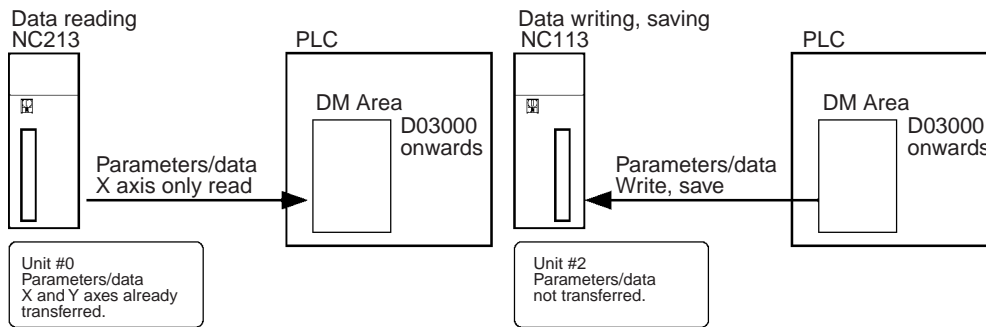 Data reading
NC213
PLC
DM Area
D03000
onwards
Parameters/data
X axis only read
Unit #0
Parameters/data
X and Y axes already
transferred.
Data writing, saving
NC113
PLC
DM Area
D03000
onwards
Parameters/data
Write, save
Unit #2
Parameters/data
not transferred.